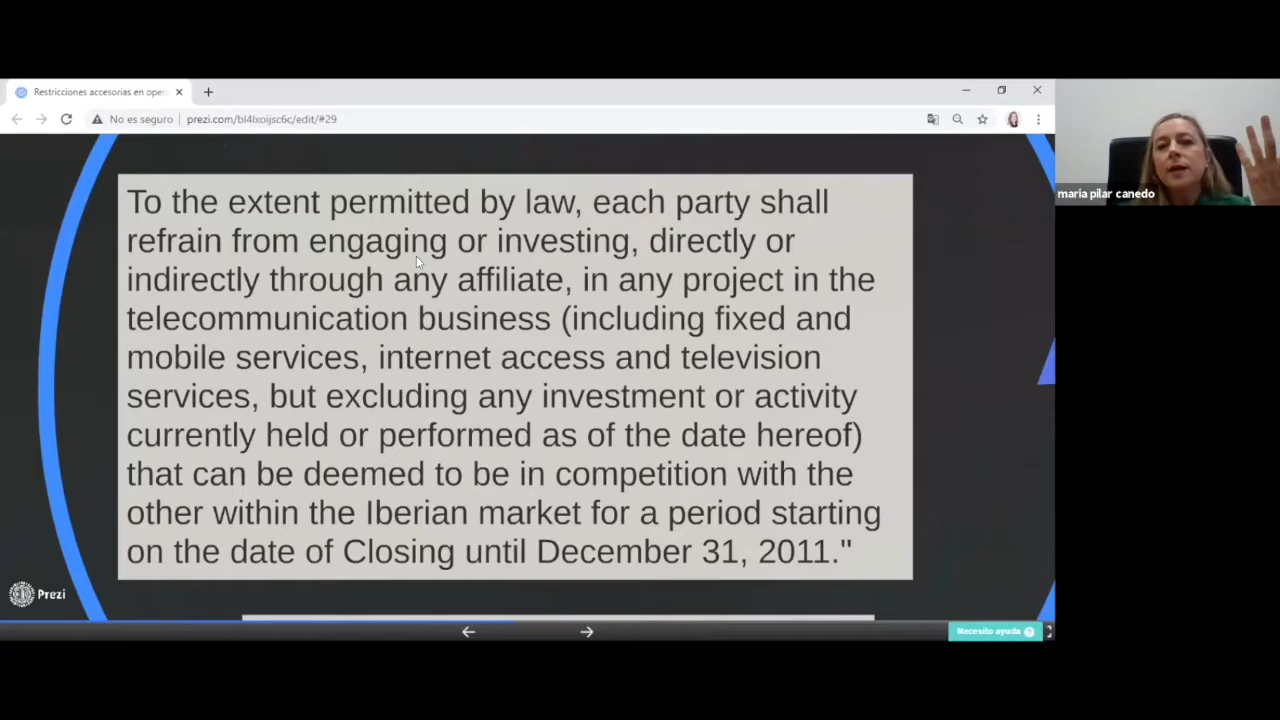 Restricciones accesorias en oper
No es seguro
prezi.com/bl4lxoijsc6c/edit/#29
To the extent permitted by law, each party shall
refrain from engaging or investing, directly or
indirectly through any affiliate, in any project in the
telecommunication business (including fixed and
mobile services, internet access and television
services, but excluding any investment or activity
currently held or performed as of the date hereof)
that can be deemed to be in competition with the
other within the Iberian market for a period starting
on the date of Closing until December 31, 2011."
Prezi
Necesito ayuda
maria pilar canedo